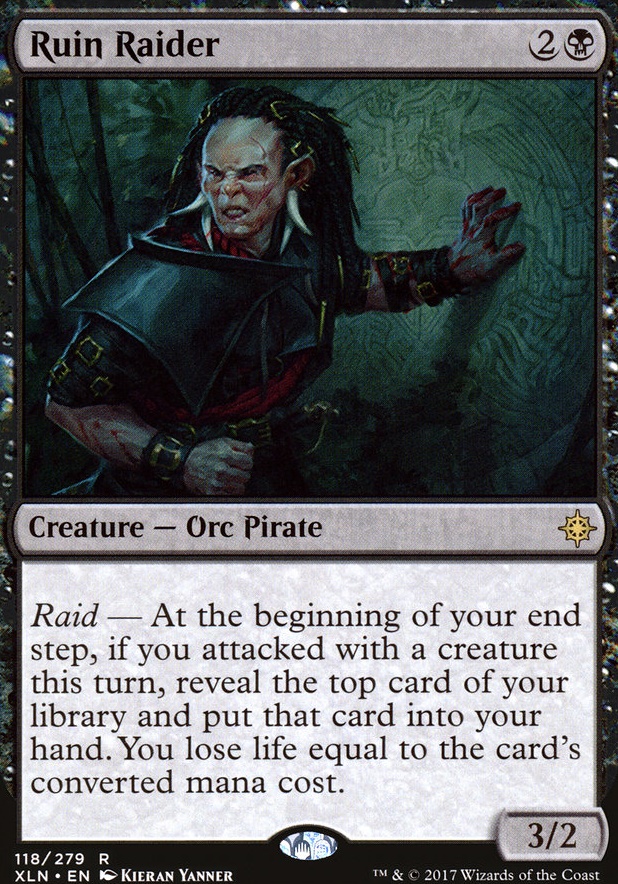 Ruin Raider 2
Creature — Orc Pirate
Raid — At the beginning of your end
step, if you attacked with a creature
this turn, reveal the top card of your
library and put that card into your
hand. You lose life equal to the card's
converted mana cost.
3/2
118/279 R
XLN • EN KIERAN YANNER
™ & © 2017 Wizards of the Coast